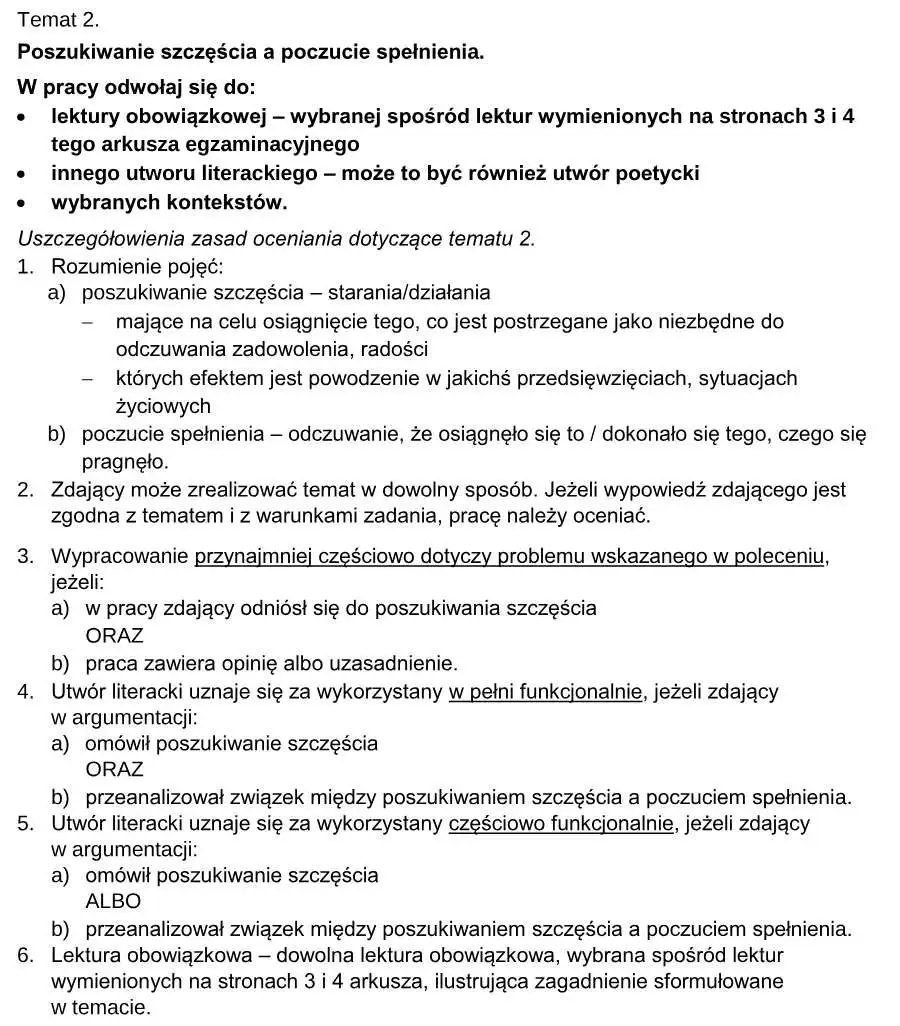 Temat 2.
Poszukiwanie szczęścia a poczucie spełnienia.
W pracy odwołaj się do:
• lektury obowiązkowej – wybranej spośród lektur wymienionych na stronach 3 i 4
tego arkusza egzaminacyjnego
• innego utworu literackiego – może to być również utwór poetycki
• wybranych kontekstów.
Uszczegółowienia zasad oceniania dotyczące tematu 2.
1. Rozumienie pojęć:
a) poszukiwanie szczęścia – starania/działania
– mające na celu osiągnięcie tego, co jest postrzegane jako niezbędne do
odczuwania zadowolenia, radości
– których efektem jest powodzenie w jakichś przedsięwzięciach, sytuacjach
życiowych
b) poczucie spełnienia – odczuwanie, że osiągnęło się to / dokonało się tego, czego się
pragnęło.
2. Zdający może zrealizować temat w dowolny sposób. Jeżeli wypowiedź zdającego jest
zgodna z tematem i z warunkami zadania, pracę należy oceniać.
3. Wypracowanie przynajmniej częściowo dotyczy problemu wskazanego w poleceniu,
jeżeli:
a) w pracy zdający odniósł się do poszukiwania szczęścia
ORAZ
b) praca zawiera opinię albo uzasadnienie.
4. Utwór literacki uznaje się za wykorzystany w pełni funkcjonalnie, jeżeli zdający
w argumentacji:
a) omówił poszukiwanie szczęścia
ORAZ
b) przeanalizował związek między poszukiwaniem szczęścia a poczuciem spełnienia.
5. Utwór literacki uznaje się za wykorzystany częściowo funkcjonalnie, jeżeli zdający
w argumentacji:
a) omówił poszukiwanie szczęścia
ALBO
b) przeanalizował związek między poszukiwaniem szczęścia a poczuciem spełnienia.
6. Lektura obowiązkowa – dowolna lektura obowiązkowa, wybrana spośród lektur
wymienionych na stronach 3 i 4 arkusza, ilustrująca zagadnienie sformułowane
w temacie.